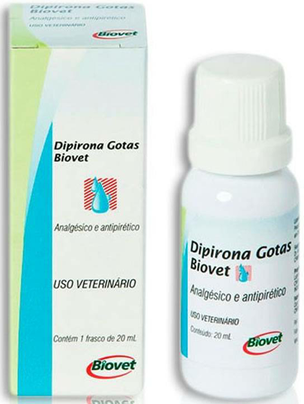 Biovet
Dipirona Gotas
Biovet
Analgésico e antipirético
USO VETERINÁRIO
Contém 1 frasco de 20 mL
Biovet
Dipirona Gotas
Biovet
Analgésico e antipirético
USO VETERINÁRIO
Conteúdo: 20 mL
Biovet